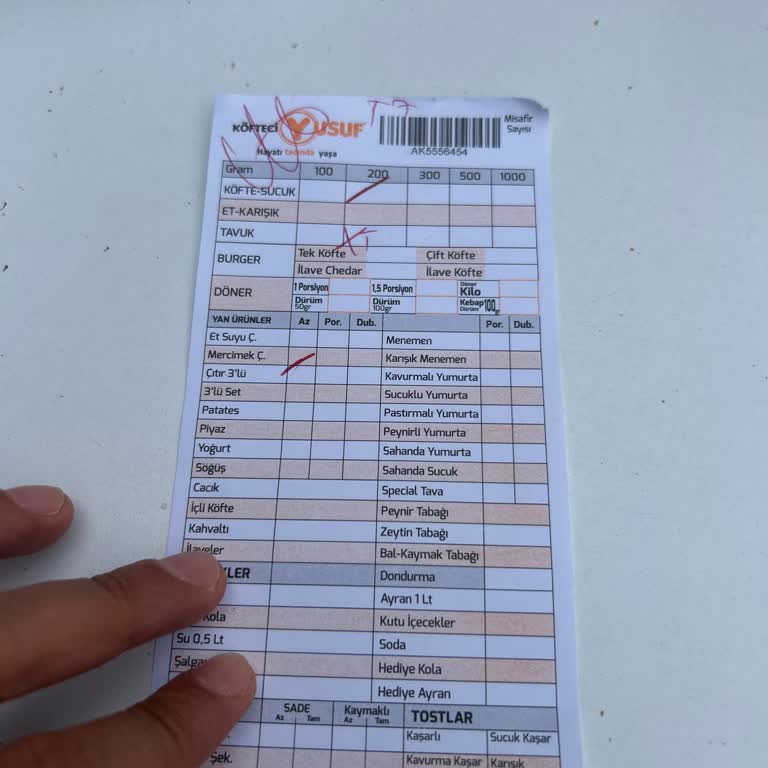 KÖFTECİ YUSUF
Hayatı tadında yaşa
T-7
AK5556454
Misafir
Sayısı
Gram 100 200 300 500 1000
KÖFTE-SUCUK
ET-KARIŞIK
TAVUK
BURGER Tek Köfte Çift Köfte
İlave Chedar İlave Köfte
DÖNER 1 Porsiyon 1,5 Porsiyon Döner Kilo
Dürüm 50gr Dürüm 100gr Kebap Dürüm 100g
YAN ÜRÜNLER Az Por. Dub. Por. Dub.
Et Suyu Ç. Menemen
Mercimek Ç. Karışık Menemen
Çıtır 3'lü Kavurmalı Yumurta
3'lü Set Sucuklu Yumurta
Patates Pastırmalı Yumurta
Piyaz Peynirli Yumurta
Yoğurt Sahanda Yumurta
Söğüş Sahanda Sucuk
Cacık Special Tava
İçli Köfte Peynir Tabağı
Kahvaltı Zeytin Tabağı
İlaveler Bal-Kaymak Tabağı
KLER Dondurma
Ayran 1 Lt
Kola Kutu İçecekler
Su 0,5 Lt Soda
Şalga Hediye Kola
Hediye Ayran
SADE Kaymaklı TOSTLAR
Az Tam Az Tam
Kaşarlı Sucuk Kaşar
Şek. Kavurma Kaşar Karışık